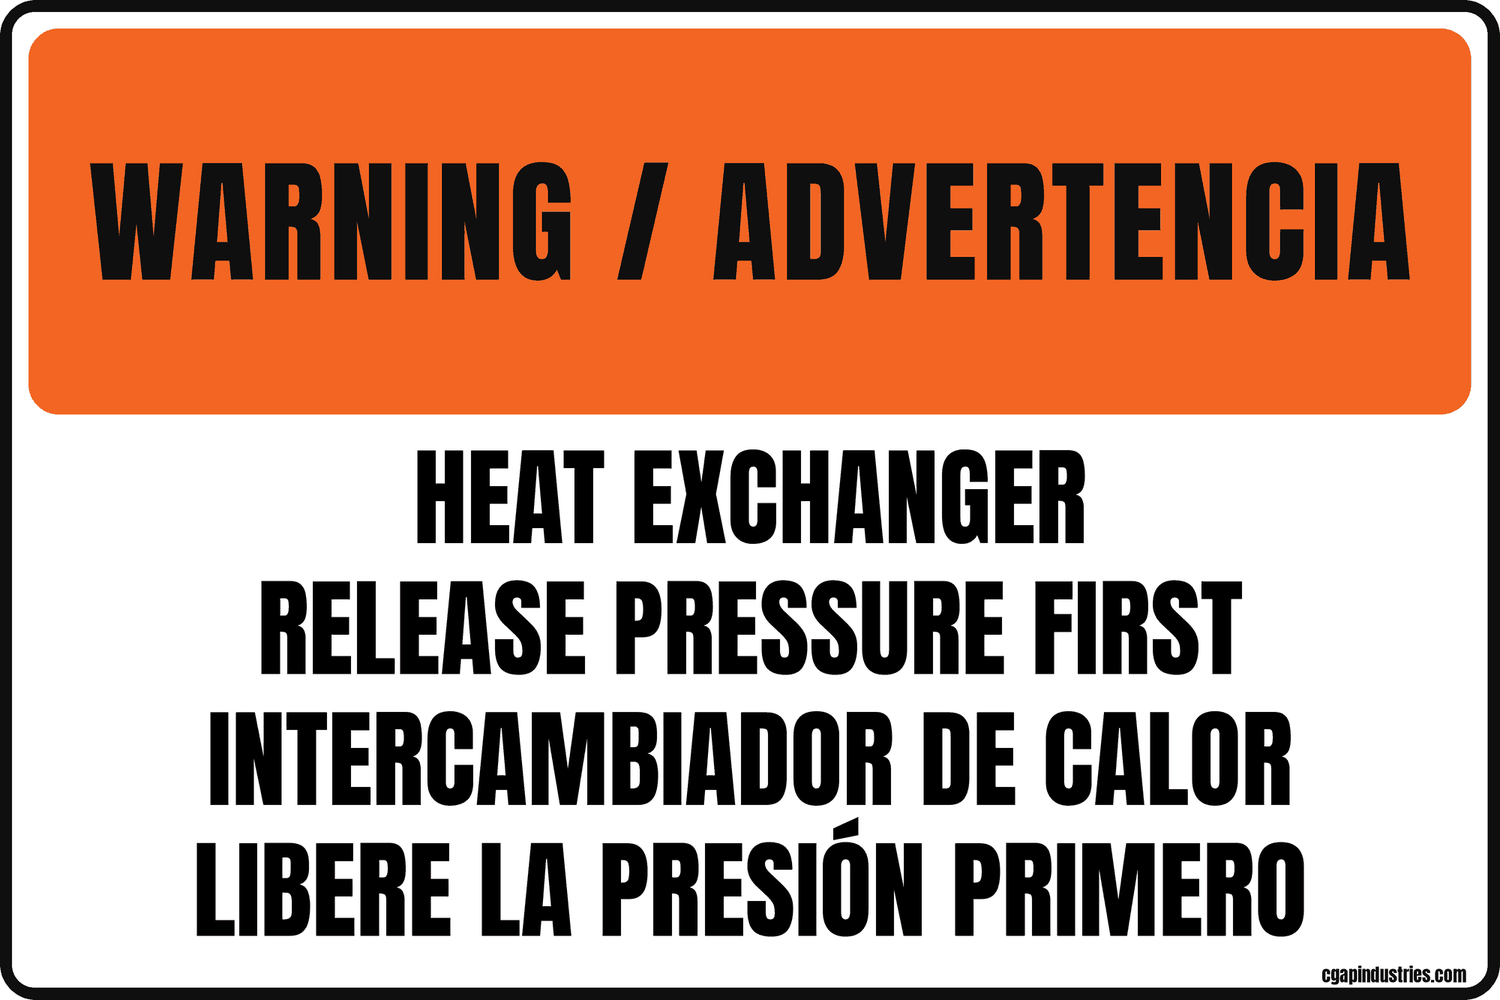 WARNING / ADVERTENCIA
HEAT EXCHANGER
RELEASE PRESSURE FIRST
INTERCAMBIADOR DE CALOR
LIBERE LA PRESIÓN PRIMERO
cgapindustries.com